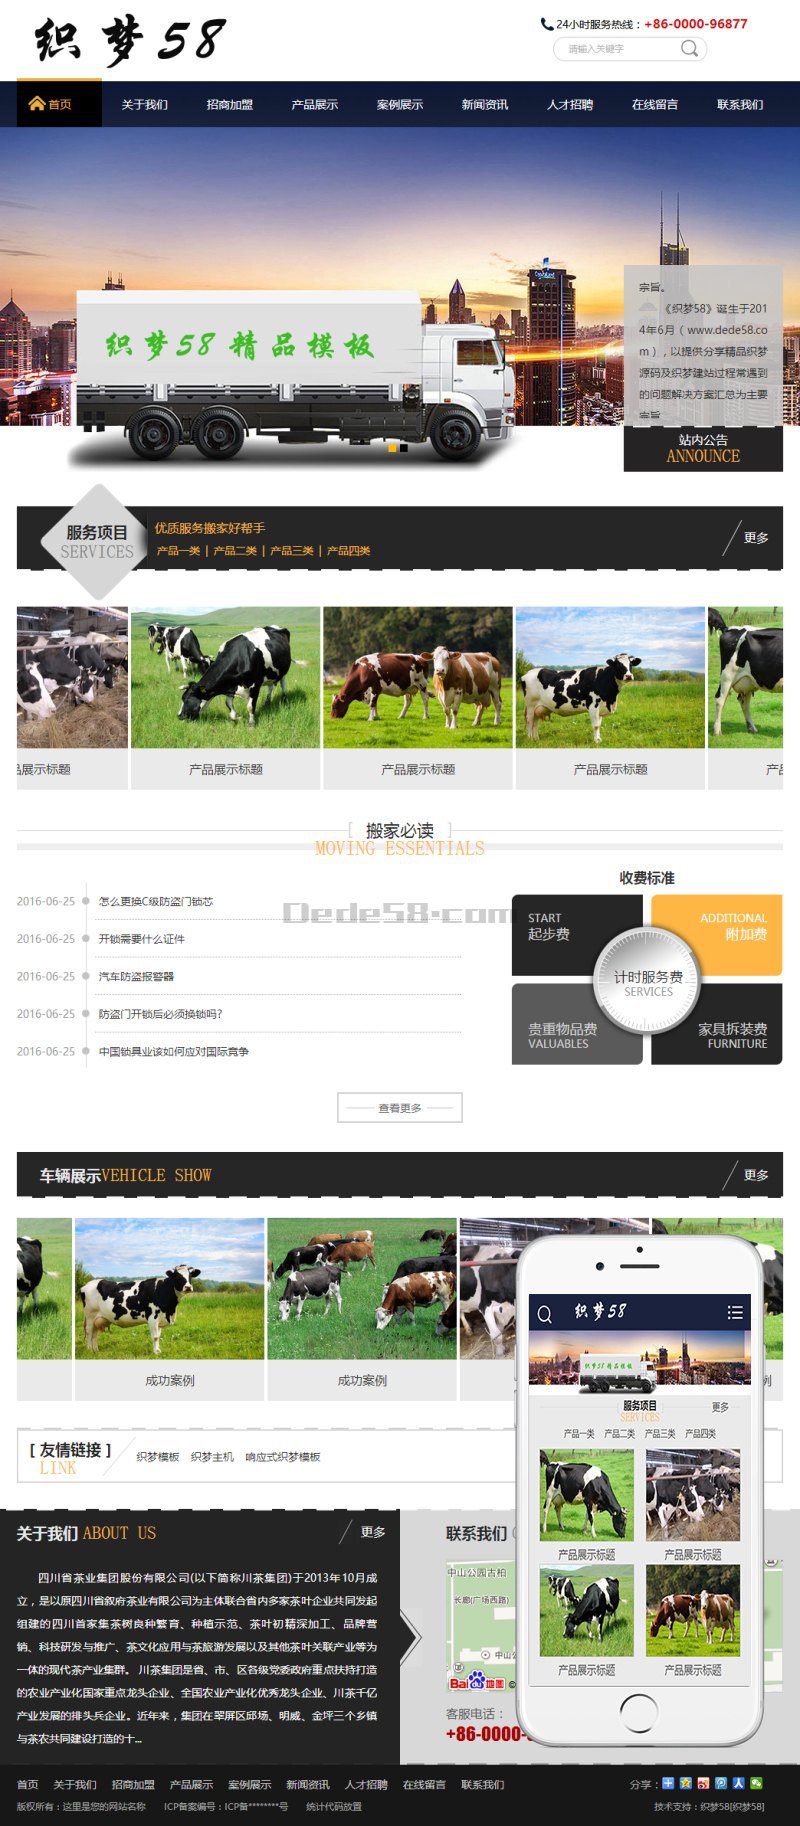 织梦58
24小时服务热线：+86-0000-96877
请输入关键字
首页 关于我们 招商加盟 产品展示 案例展示 新闻资讯 人才招聘 在线留言 联系我们
织梦58 精品模板
宗旨。
《织梦58》诞生于201
4年6月（www.dede58.co
m），以提供分享精品织梦
源码及织梦建站过程常遇到
的问题解决方案汇总为主要
宗旨
站内公告
ANNOUNCE
服务项目
SERVICES
优质服务搬家好帮手
产品一类 | 产品二类 | 产品三类 | 产品四类
更多
品展示标题 产品展示标题 产品展示标题 产品展示标题 产品
[ 搬家必读 ]
MOVING ESSENTIALS
2016-06-25 怎么更换C级防盗门锁芯
2016-06-25 开锁需要什么证件
2016-06-25 汽车防盗报警器
2016-06-25 防盗门开锁后必须换锁吗?
2016-06-25 中国锁具业该如何应对国际竞争
Dede58.com
收费标准
START
起步费
ADDITIONAL
附加费
计时服务费
SERVICES
贵重物品费
VALUABLES
家具拆装费
FURNITURE
查看更多
车辆展示VEHICLE SHOW
更多
成功案例 成功案例 例
[ 友情链接 ]
LINK
织梦模板 织梦主机 响应式织梦模板
织梦58
织梦58 精品模板
服务项目
SERVICES
更多
产品一类 产品二类 产品三类 产品四类
产品展示标题 产品展示标题
产品展示标题 产品展示标题
关于我们 ABOUT US
更多
四川省茶业集团股份有限公司(以下简称川茶集团)于2013年10月成
立，是以原四川省叙府茶业有限公司为主体联合省内多家茶叶企业共同发起
组建的四川首家集茶树良种繁育、种植示范、茶叶初精深加工、品牌营
销、科技研发与推广、茶文化应用与茶旅游发展以及其他茶叶关联产业等为
一体的现代茶产业集群。 川茶集团是省、市、区各级党委政府重点扶持打造
的农业产业化国家重点龙头企业、全国农业产业化优秀龙头企业、川茶千亿
产业发展的排头兵企业。近年来，集团在翠屏区邱场、明威、金坪三个乡镇
与茶农共同建设打造的十...
联系我们
中山公园古柏
长廊(广场西路)
中山公
Bai地图 ©
客服电话：
+86-0000-
首页 关于我们 招商加盟 产品展示 案例展示 新闻资讯 人才招聘 在线留言 联系我们
分享：
版权所有：这里是您的网站名称 ICP备案编号：ICP备********号 统计代码放置
技术支持：织梦58[织梦58]